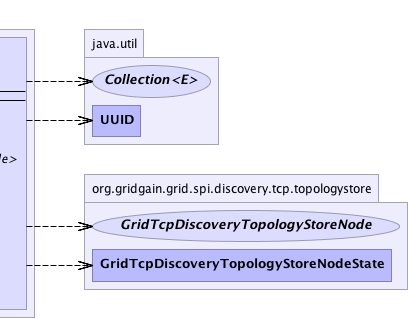 java.util
Collection<E>
UUID
org.gridgain.grid.spi.discovery.tcp.topologystore
GridTcpDiscoveryTopologyStoreNode
GridTcpDiscoveryTopologyStoreNodeState